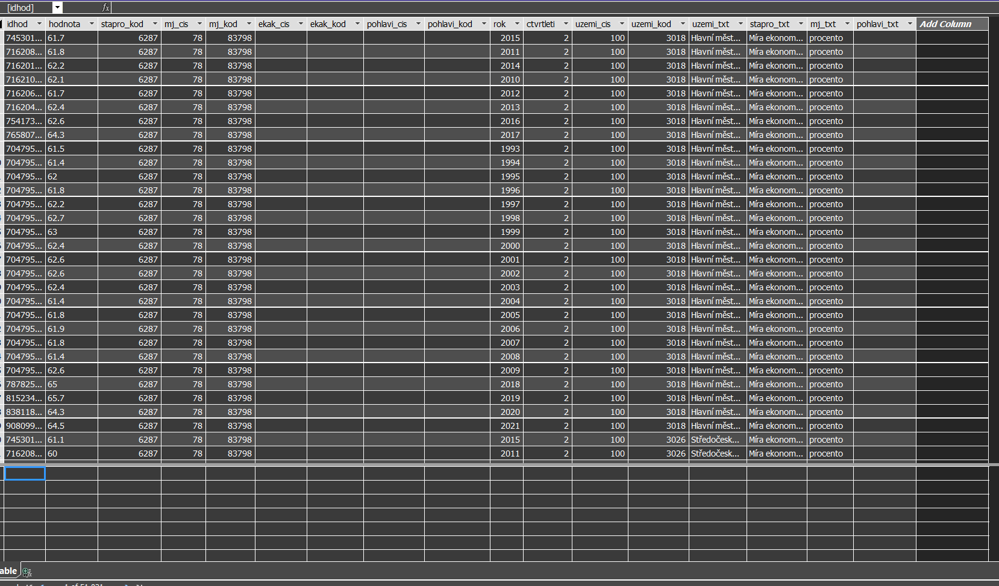 [idhod] fx
idhod hodnota stapro_kod mj_cis mj_kod ekak_cis ekak_kod pohlavi_cis pohlavi_kod rok ctvrtleti uzemi_cis uzemi_kod uzemi_txt stapro_txt mj_txt pohlavi_txt Add Column
745301... 61.7 6287 78 83798 2015 2 100 3018 Hlavní měst... Míra ekonom... procento
716208... 61.8 6287 78 83798 2011 2 100 3018 Hlavní měst... Míra ekonom... procento
716201... 62.2 6287 78 83798 2014 2 100 3018 Hlavní měst... Míra ekonom... procento
716210... 62.1 6287 78 83798 2010 2 100 3018 Hlavní měst... Míra ekonom... procento
716206... 61.7 6287 78 83798 2012 2 100 3018 Hlavní měst... Míra ekonom... procento
716204... 62.4 6287 78 83798 2013 2 100 3018 Hlavní měst... Míra ekonom... procento
754173... 62.6 6287 78 83798 2016 2 100 3018 Hlavní měst... Míra ekonom... procento
765807... 64.3 6287 78 83798 2017 2 100 3018 Hlavní měst... Míra ekonom... procento
704795... 61.5 6287 78 83798 1993 2 100 3018 Hlavní měst... Míra ekonom... procento
704795... 61.4 6287 78 83798 1994 2 100 3018 Hlavní měst... Míra ekonom... procento
704795... 62 6287 78 83798 1995 2 100 3018 Hlavní měst... Míra ekonom... procento
704795... 61.8 6287 78 83798 1996 2 100 3018 Hlavní měst... Míra ekonom... procento
704795... 62.2 6287 78 83798 1997 2 100 3018 Hlavní měst... Míra ekonom... procento
704795... 62.7 6287 78 83798 1998 2 100 3018 Hlavní měst... Míra ekonom... procento
704795... 63 6287 78 83798 1999 2 100 3018 Hlavní měst... Míra ekonom... procento
704795... 62.4 6287 78 83798 2000 2 100 3018 Hlavní měst... Míra ekonom... procento
704795... 62.6 6287 78 83798 2001 2 100 3018 Hlavní měst... Míra ekonom... procento
704795... 62.6 6287 78 83798 2002 2 100 3018 Hlavní měst... Míra ekonom... procento
704795... 62.4 6287 78 83798 2003 2 100 3018 Hlavní měst... Míra ekonom... procento
704795... 61.4 6287 78 83798 2004 2 100 3018 Hlavní měst... Míra ekonom... procento
704795... 61.8 6287 78 83798 2005 2 100 3018 Hlavní měst... Míra ekonom... procento
704795... 61.9 6287 78 83798 2006 2 100 3018 Hlavní měst... Míra ekonom... procento
704795... 61.8 6287 78 83798 2007 2 100 3018 Hlavní měst... Míra ekonom... procento
704795... 61.4 6287 78 83798 2008 2 100 3018 Hlavní měst... Míra ekonom... procento
704795... 62.6 6287 78 83798 2009 2 100 3018 Hlavní měst... Míra ekonom... procento
787825... 65 6287 78 83798 2018 2 100 3018 Hlavní měst... Míra ekonom... procento
815234... 65.7 6287 78 83798 2019 2 100 3018 Hlavní měst... Míra ekonom... procento
838118... 64.3 6287 78 83798 2020 2 100 3018 Hlavní měst... Míra ekonom... procento
908099... 64.5 6287 78 83798 2021 2 100 3018 Hlavní měst... Míra ekonom... procento
745301... 61.1 6287 78 83798 2015 2 100 3026 Středočesk... Míra ekonom... procento
716208... 60 6287 78 83798 2011 2 100 3026 Středočesk... Míra ekonom... procento
able